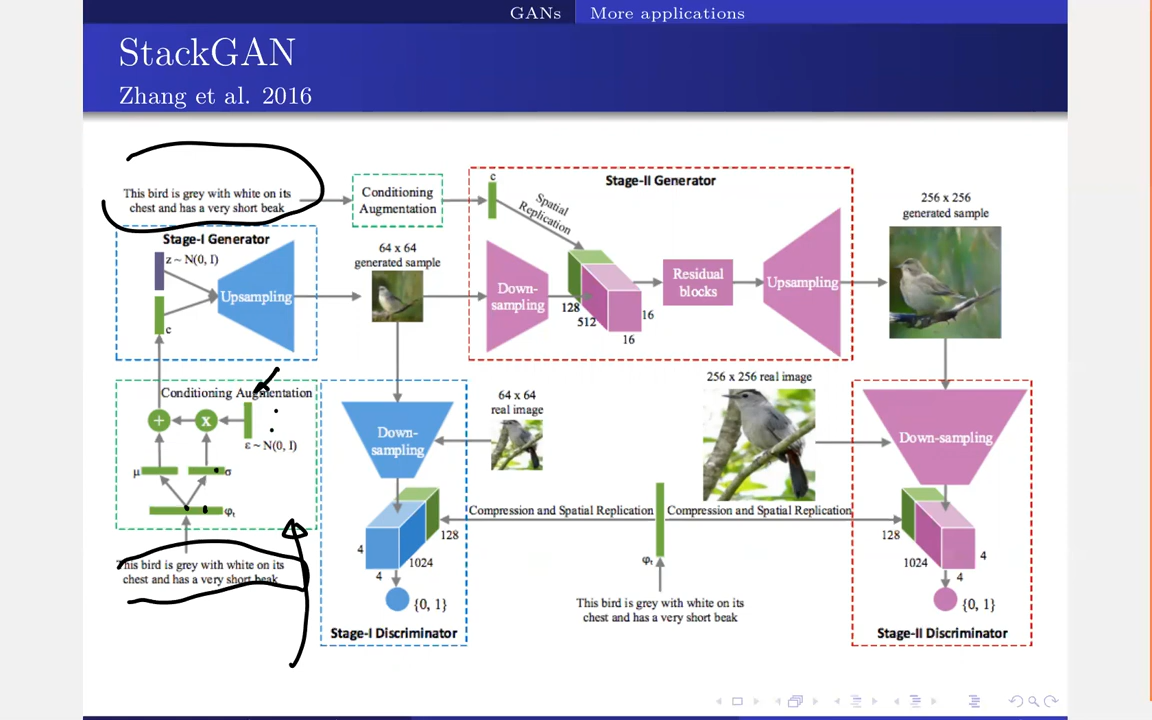 GANs More applications
StackGAN
Zhang et al. 2016
This bird is grey with white on its
chest and has a very short beak
Conditioning
Augmentation
c
Spatial
Replication
Stage-II Generator
256 x 256
generated sample
Stage-I Generator
z ~ N(0, I)
c
Upsampling
64 x 64
generated sample
Down-
sampling
128
512
16
16
Residual
blocks
Upsampling
Conditioning Augmentation
+
x
ε ~ N(0, I)
μ
σ
φt
This bird is grey with white on its
chest and has a very short beak
Down-
sampling
64 x 64
real image
4
4
1024
128
{0, 1}
Stage-I Discriminator
256 x 256 real image
Compression and Spatial Replication
Compression and Spatial Replication
φt
This bird is grey with white on its
chest and has a very short beak
Down-sampling
128
1024
4
4
{0, 1}
Stage-II Discriminator